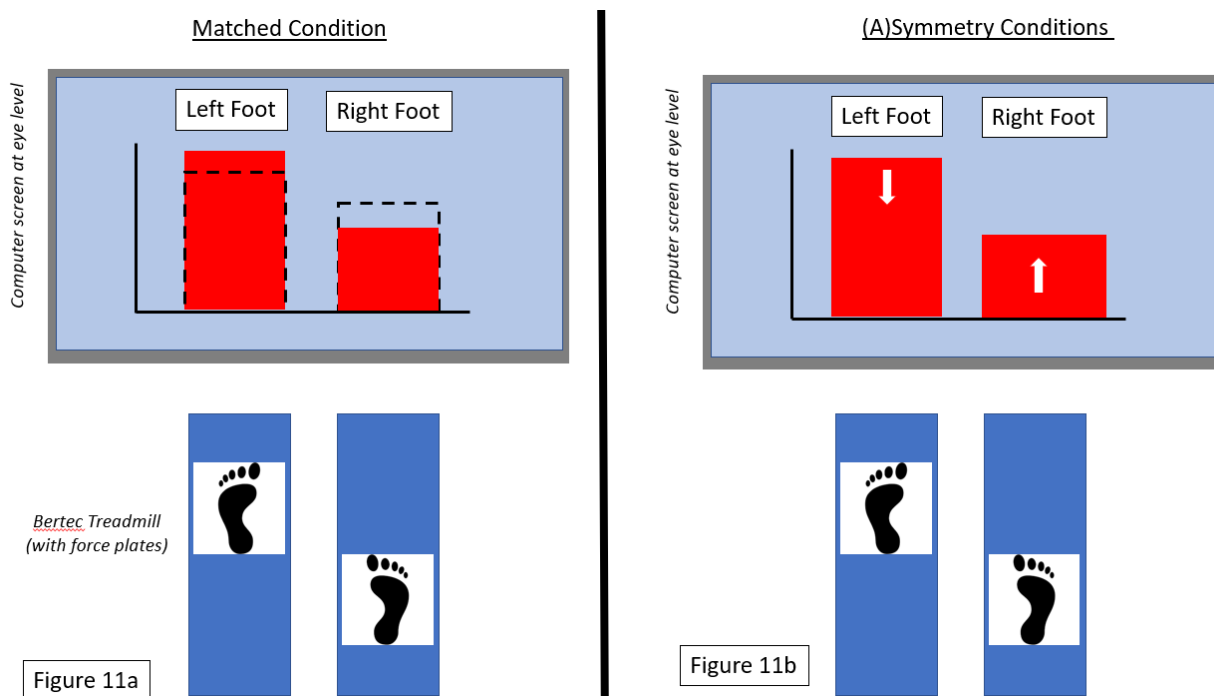 Matched Condition
Computer screen at eye level
Left Foot
Right Foot
Bertec Treadmill
(with force plates)
Figure 11a
(A)Symmetry Conditions
Computer screen at eye level
Left Foot
Right Foot
Figure 11b